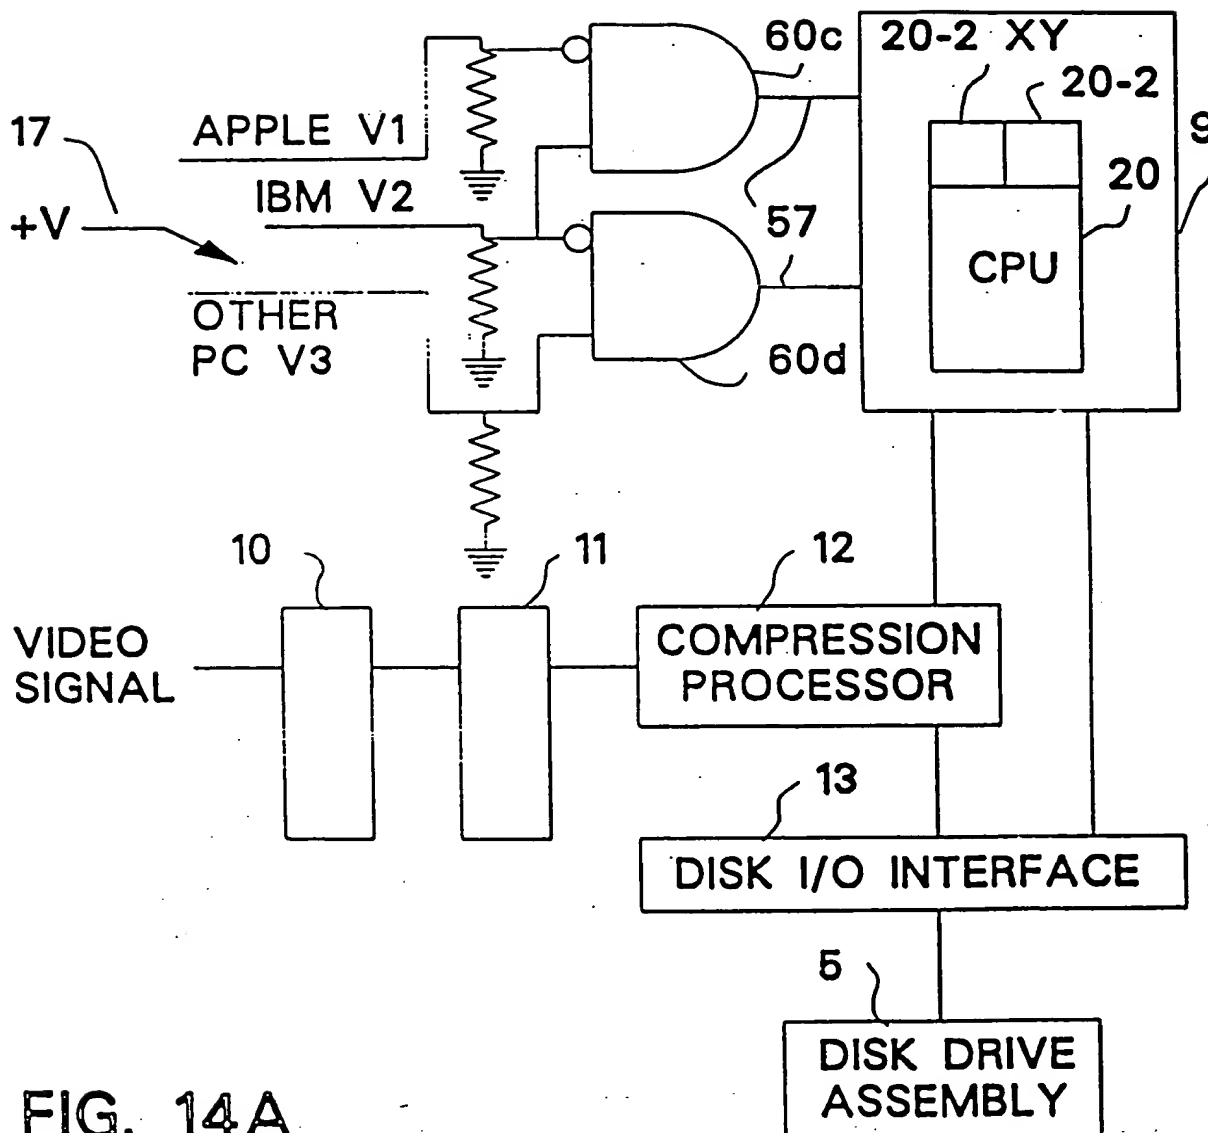 60c
20-2 XY
20-2
17
APPLE V1
9
20
IBM V2
+V
57
CPU
57
OTHER
PC V3
60d
10
11
12
VIDEO
SIGNAL
COMPRESSION
PROCESSOR
13
DISK I/O INTERFACE
5
DISK DRIVE
ASSEMBLY
FIG. 14A